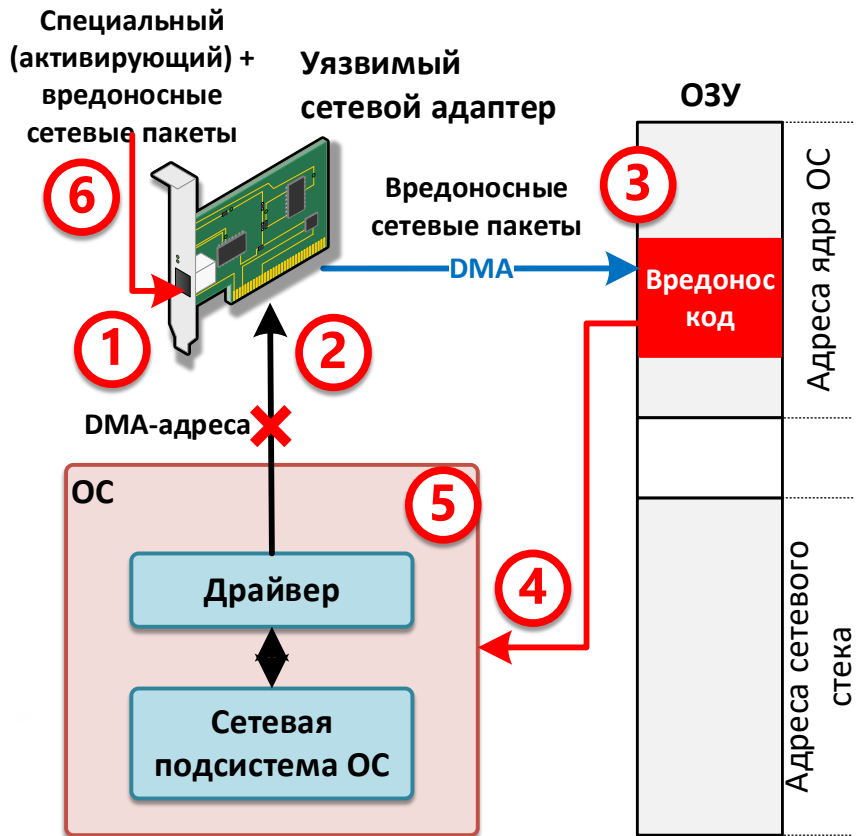 Специальный
(активирующий) +
вредоносные
сетевые пакеты
Уязвимый
сетевой адаптер
ОЗУ
6
3
Вредоносные
сетевые пакеты
DMA
Вредонос
код
Адреса ядра ОС
1
2
DMA-адреса
ОС
5
Драйвер
4
Сетевая
подсистема ОС
Адреса сетевого
стека